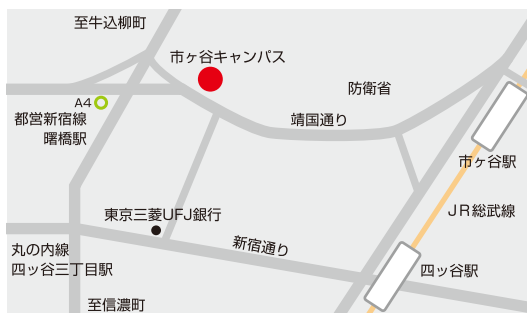 至牛込柳町
市ヶ谷キャンパス
防衛省
A4
靖国通り
都営新宿線
曙橋駅
市ヶ谷駅
JR総武線
東京三菱UFJ銀行
新宿通り
丸の内線
四ッ谷三丁目駅
四ッ谷駅
至信濃町